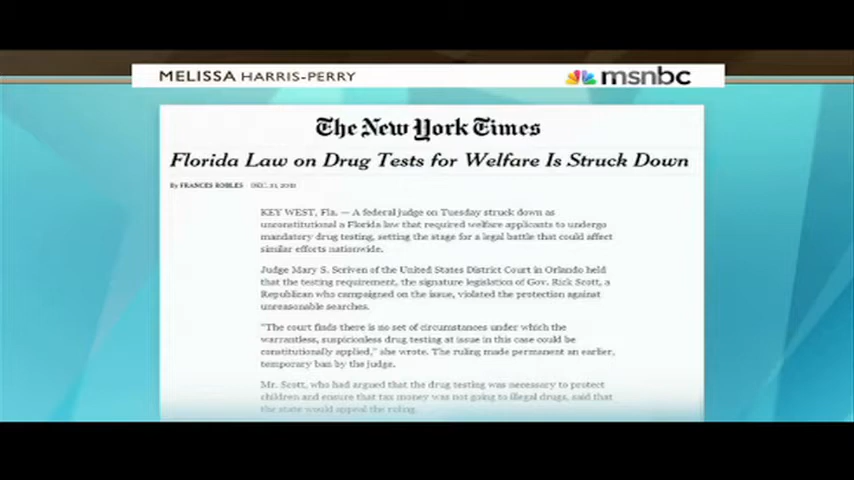 MELISSA HARRIS-PERRY
msnbc
The New York Times
Florida Law on Drug Tests for Welfare Is Struck Down
By FRANCES ROBLES DEC. 31, 2013
KEY WEST, Fla. — A federal judge on Tuesday struck down as
unconstitutional a Florida law that required welfare applicants to undergo
mandatory drug testing, setting the stage for a legal battle that could affect
similar efforts nationwide.
Judge Mary S. Scriven of the United States District Court in Orlando held
that the testing requirement, the signature legislation of Gov. Rick Scott, a
Republican who campaigned on the issue, violated the protection against
unreasonable searches.
"The court finds there is no set of circumstances under which the
warrantless, suspicionless drug testing at issue in this case could be
constitutionally applied," she wrote. The ruling made permanent an earlier,
temporary ban by the judge.
Mr. Scott, who had argued that the drug testing was necessary to protect
children and ensure that tax money was not going to illegal drugs, said that
the state would appeal the ruling.